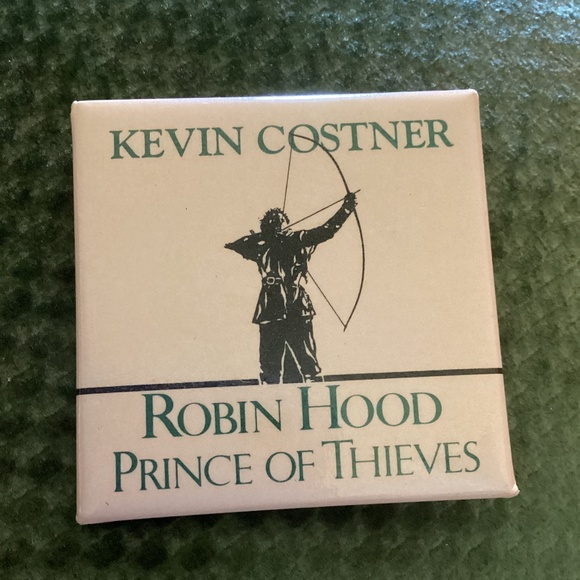 KEVIN COSTNER
ROBIN HOOD
PRINCE OF THIEVES